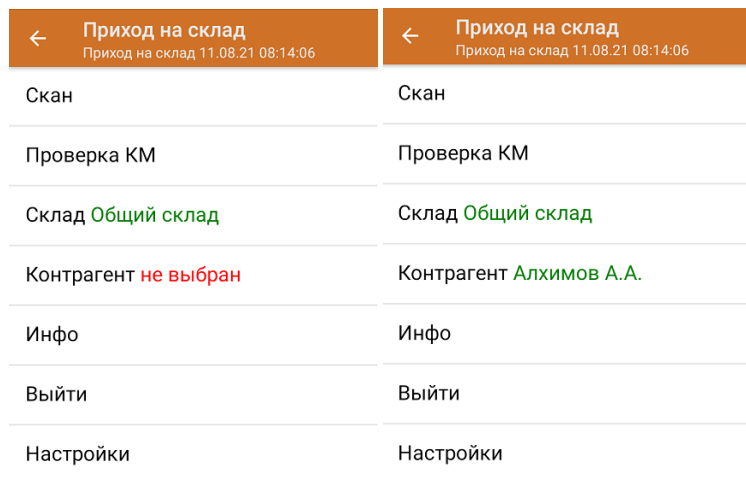 Приход на склад
Приход на склад 11.08.21 08:14:06
Скан
Проверка КМ
Склад Общий склад
Контрагент не выбран
Инфо
Выйти
Настройки
Приход на склад
Приход на склад 11.08.21 08:14:06
Скан
Проверка КМ
Склад Общий склад
Контрагент Алхимов А.А.
Инфо
Выйти
Настройки